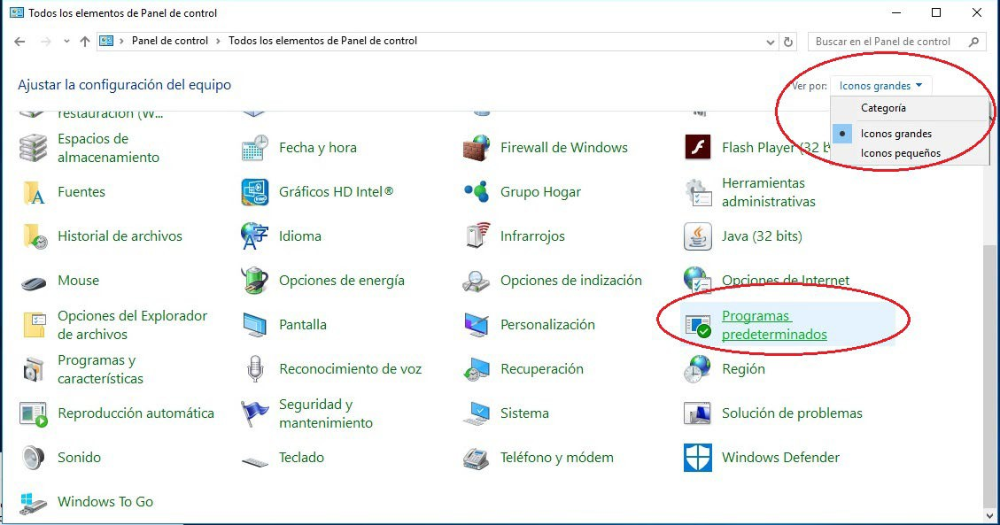 Todos los elementos de Panel de control
Panel de control > Todos los elementos de Panel de control
Buscar en el Panel de control
Ajustar la configuración del equipo
Ver por: Iconos grandes
Categoría
Iconos grandes
Iconos pequeños
restauración (W...
Espacios de
almacenamiento
Fecha y hora
Firewall de Windows
Flash Player (32 b
Fuentes
Gráficos HD Intel®
Grupo Hogar
Herramientas
administrativas
Historial de archivos
Idioma
Infrarrojos
Java (32 bits)
Mouse
Opciones de energía
Opciones de indización
Opciones de Internet
Opciones del Explorador
de archivos
Pantalla
Personalización
Programas
predeterminados
Programas y
características
Reconocimiento de voz
Recuperación
Región
Reproducción automática
Seguridad y
mantenimiento
Sistema
Solución de problemas
Sonido
Teclado
Teléfono y módem
Windows Defender
Windows To Go